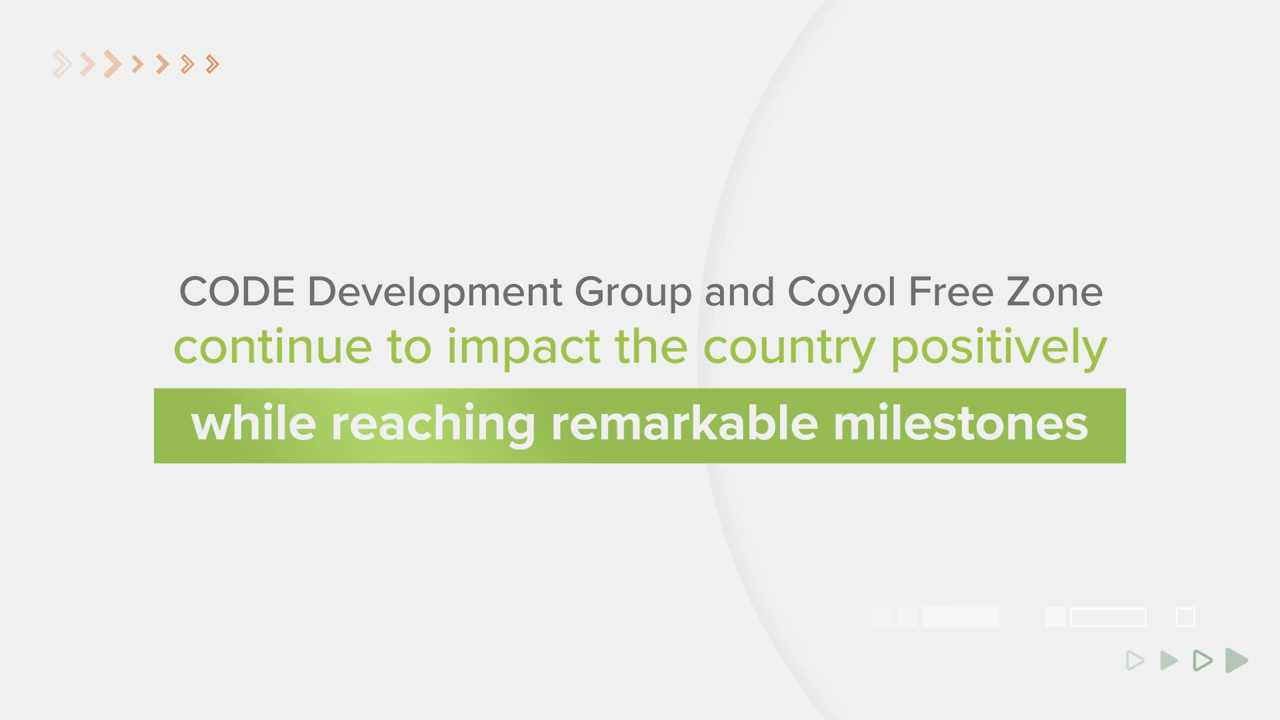 CODE Development Group and Coyol Free Zone
continue to impact the country positively
while reaching remarkable milestones